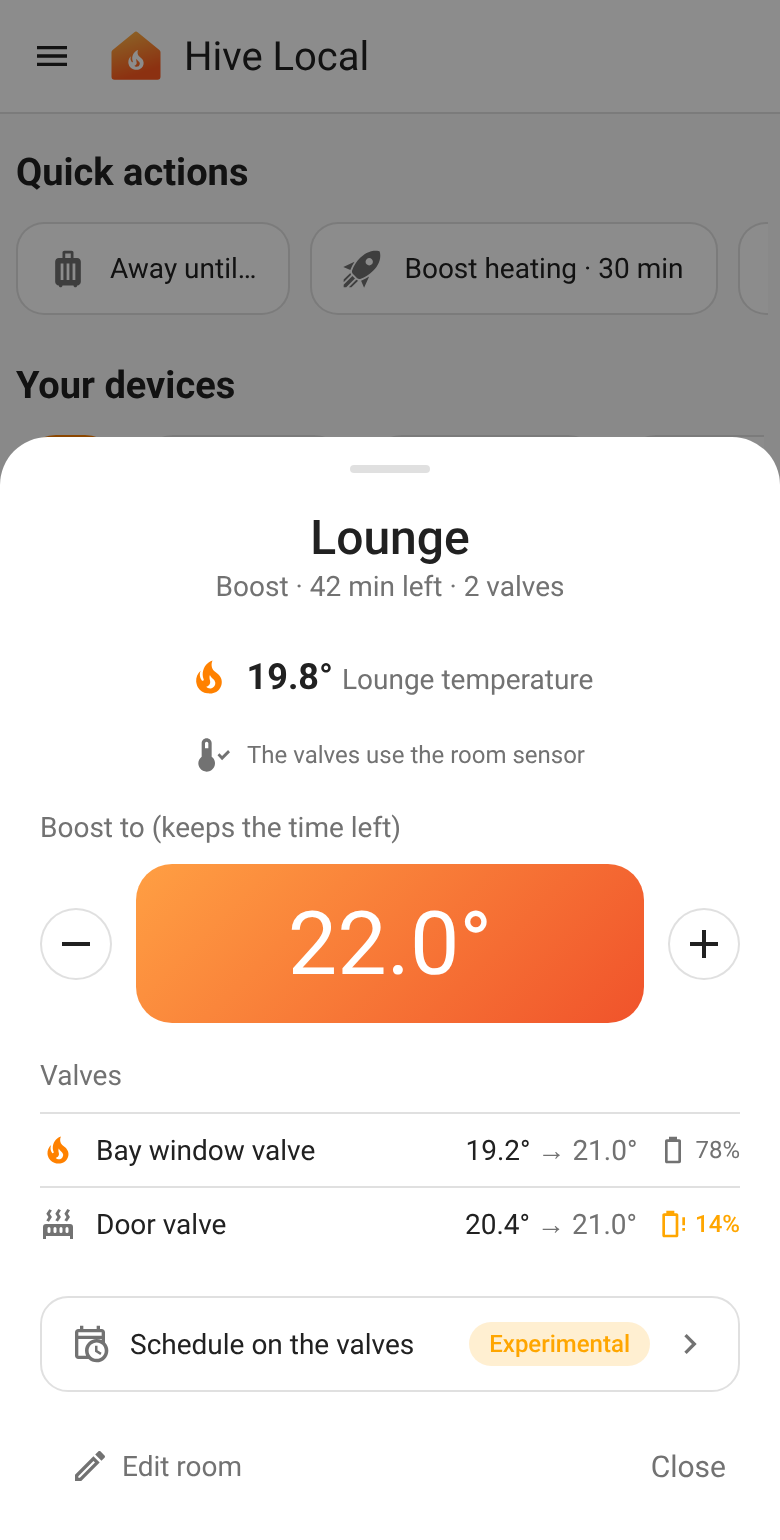 Hive Local
Quick actions
Away until...
Boost heating · 30 min
Your devices
Lounge
Boost · 42 min left · 2 valves
19.8° Lounge temperature
The valves use the room sensor
Boost to (keeps the time left)
22.0°
Valves
Bay window valve 19.2° → 21.0° 78%
Door valve 20.4° → 21.0° 14%
Schedule on the valves Experimental
Edit room Close